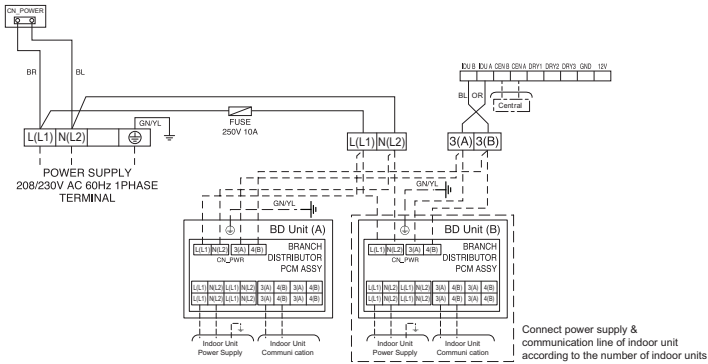 CN_POWER
BR
BL
IDU B IDU A CEN B CEN A DRY1 DRY2 DRY3 GND 12V
BL OR
Central
FUSE
250V 10A
GN/YL
L(L1) N(L2)
L(L1) N(L2)
3(A) 3(B)
POWER SUPPLY
208/230V AC 60Hz 1PHASE
TERMINAL
GN/YL
GN/YL
BD Unit (A)
L(L1) N(L2) 3(A) 4(B)
CN_PWR
BRANCH
DISTRIBUTOR
PCM ASSY
L(L1) N(L2) L(L1) N(L2) 3(A) 4(B) 3(A) 4(B)
L(L1) N(L2) L(L1) N(L2) 3(A) 4(B) 3(A) 4(B)
Indoor Unit
Power Supply
Indoor Unit
Communi cation
BD Unit (B)
L(L1) N(L2) 3(A) 4(B)
CN_PWR
BRANCH
DISTRIBUTOR
PCM ASSY
L(L1) N(L2) L(L1) N(L2) 3(A) 4(B) 3(A) 4(B)
L(L1) N(L2) L(L1) N(L2) 3(A) 4(B) 3(A) 4(B)
Indoor Unit
Power Supply
Indoor Unit
Communi cation
Connect power supply &
communication line of indoor unit
according to the number of indoor units